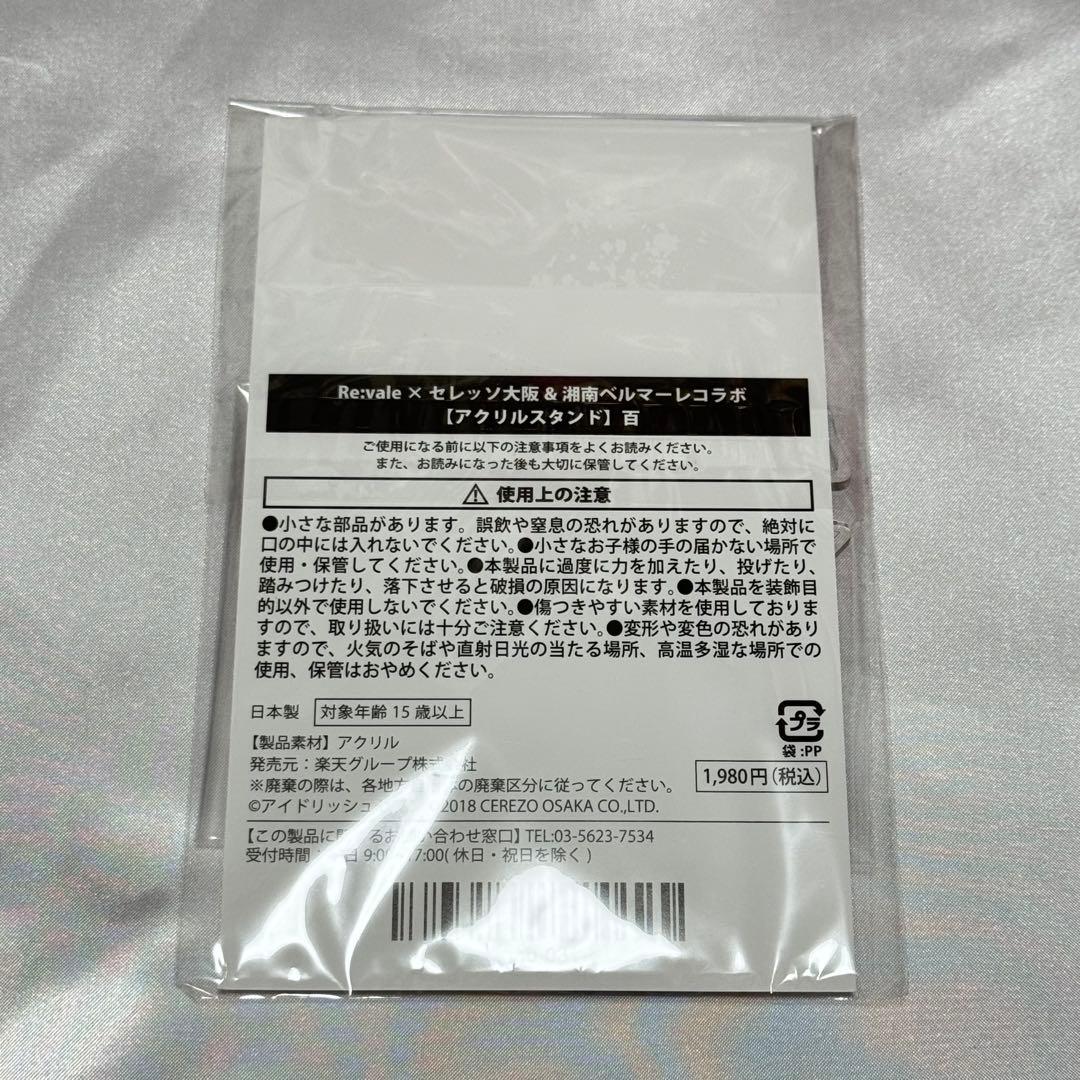 Re:vale × セレッソ大阪 & 湘南ベルマーレコラボ
【アクリルスタンド】百
ご使用になる前に以下の注意事項をよくお読みください。
また、お読みになった後も大切に保管してください。
使用上の注意
●小さな部品があります。誤飲や窒息の恐れがありますので、絶対に
口の中には入れないでください。●小さなお子様の手の届かない場所で
使用・保管してください。●本製品に過度に力を加えたり、投げたり、
踏みつけたり、落下させると破損の原因になります。●本製品を装飾目
的以外で使用しないでください。●傷つきやすい素材を使用しておりま
すので、取り扱いには十分ご注意ください。●変形や変色の恐れがあり
ますので、火気のそばや直射日光の当たる場所、高温多湿な場所での
使用、保管はおやめください。
日本製 対象年齢 15 歳以上
プラ
袋:PP
【製品素材】アクリル
発売元：楽天グループ株式会社
1,980円(税込)
※廃棄の際は、各地方 の廃棄区分に従ってください。
©アイドリッシュ 2018 CEREZO OSAKA CO.,LTD.
【この製品に関するお問い合わせ窓口】TEL:03-5623-7534
受付時間 日 9:00 17:00(休日・祝日を除く)